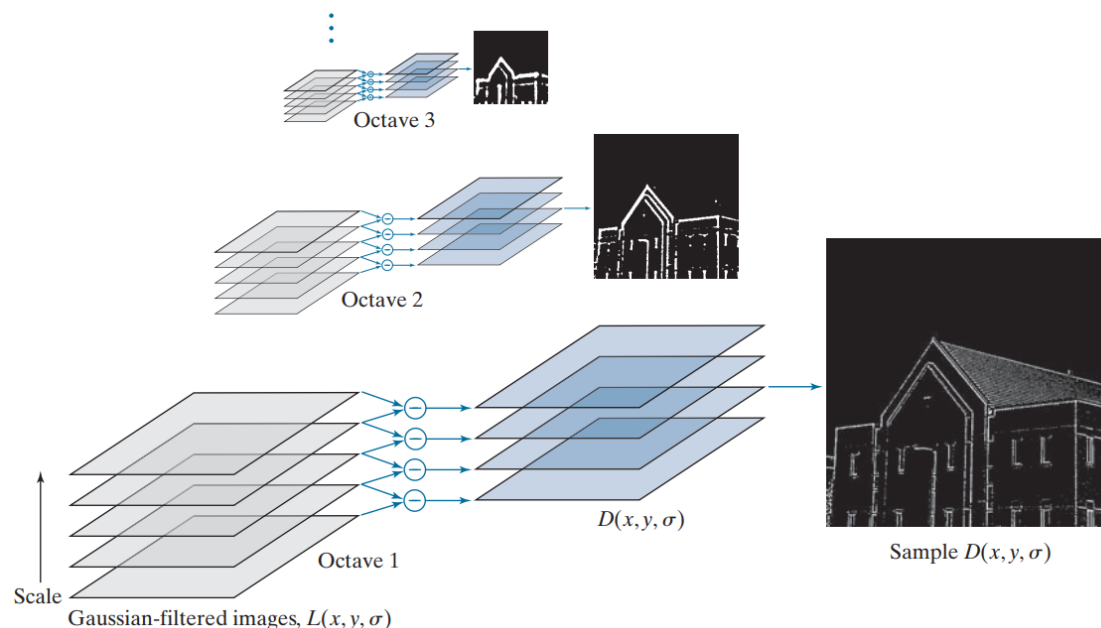 Octave 3
Octave 2
Octave 1
D(x, y, σ)
Sample D(x, y, σ)
Scale
Gaussian-filtered images, L(x, y, σ)